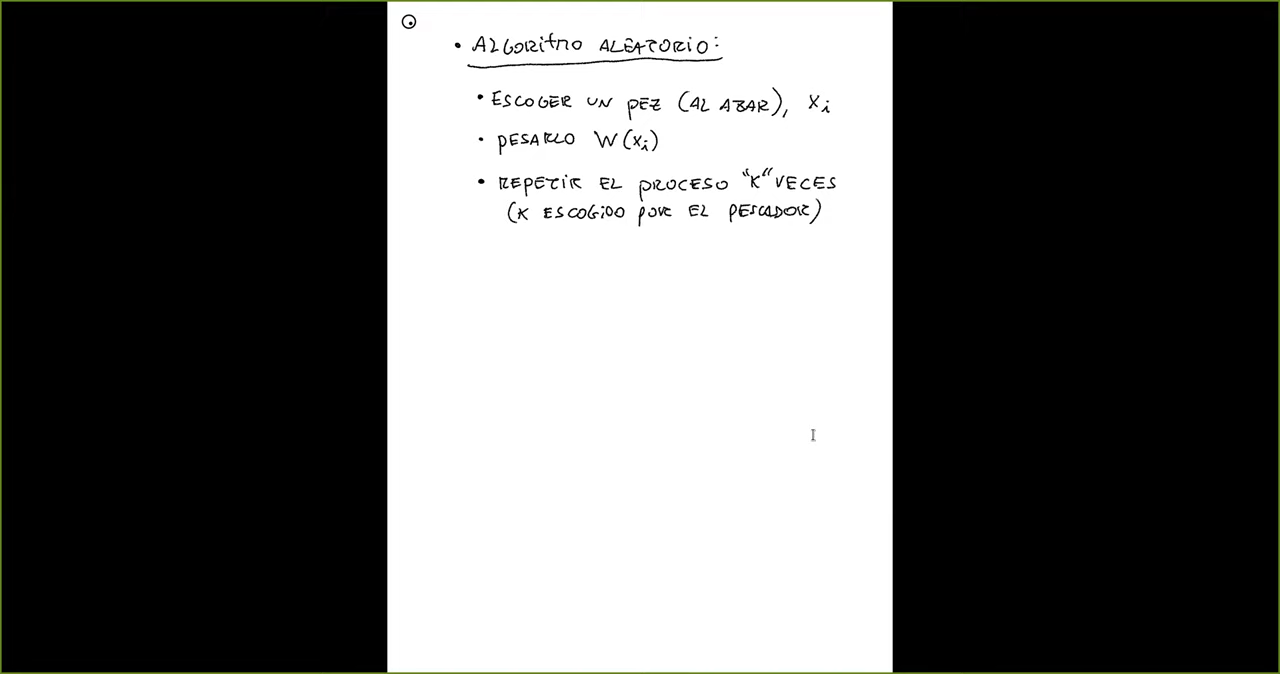 • ALGORITMO ALEATORIO:
• ESCOGER UN PEZ (AL AZAR), Xi
• PESARLO W(Xi)
• REPETIR EL PROCESO "K" VECES
(K ESCOGIDO POR EL PESCADOR)